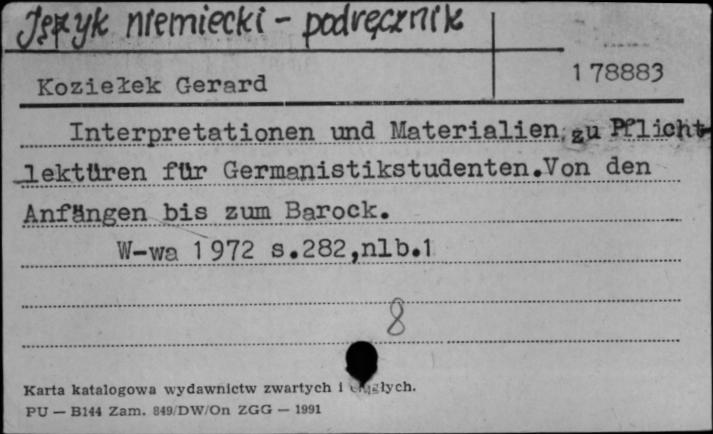 Język niemiecki - podręcznik
Koziełek Gerard
178883
Interpretationen und Materialien zu Pflicht-
lektüren für Germanistikstudenten.Von den
Anfängen bis zum Barock.
W-wa 1972 s.282,nlb.1
8
Karta katalogowa wydawnictw zwartych i ciągłych.
PU — B144 Zam. 849/DW/On ZGG — 1991